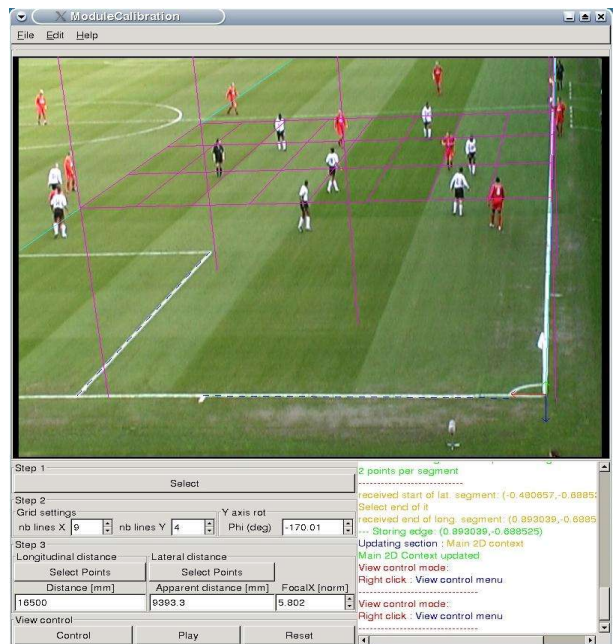 X ModuleCalibration
File Edit Help
Step 1
Select
Step 2
Grid settings
Y axis rot
nb lines X 9 nb lines Y 4 Phi (deg) -170.01
Step 3
Longitudinal distance Lateral distance
Select Points Select Points
Distance [mm] Apparent distance [mm] FocalX [norm]
16500 9393.3 5.802
View control
Control Play Reset
2 points per segment
received start of lat. segment: (-0.480657,-0.6885
Select end of it
received end of long. segment: (0.893039,-0.6885
--- Storing edge: (0.893039,-0.688525)
Updating section : Main 2D context
Main 2D Context updated
View control mode:
Right click : View control menu
View control mode:
Right click : View control menu